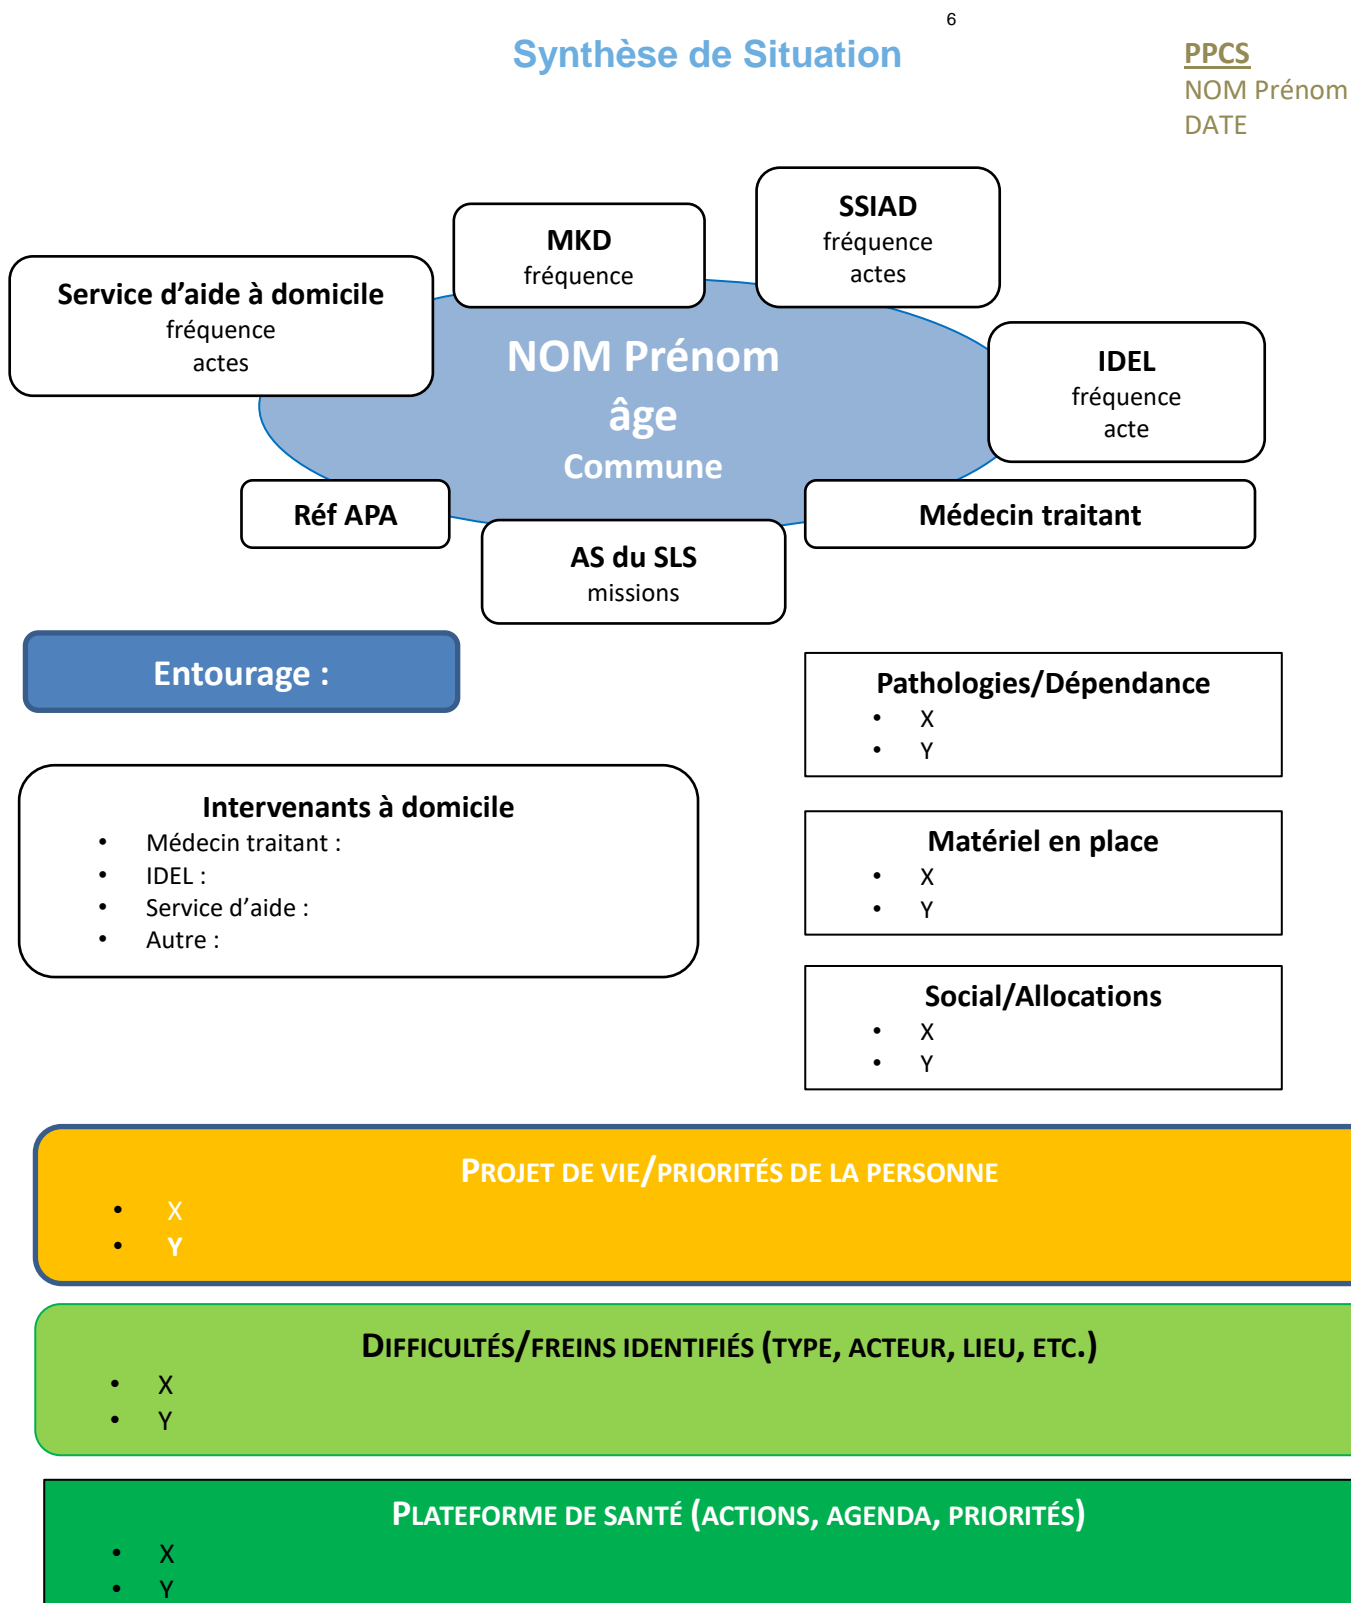 6
Synthèse de Situation
PPCS
NOM Prénom
DATE
SSIAD
fréquence
actes
MKD
fréquence
Service d’aide à domicile
fréquence
actes
NOM Prénom
âge
Commune
IDEL
fréquence
acte
Réf APA
Médecin traitant
AS du SLS
missions
Entourage :
Pathologies/Dépendance
• X
• Y
Intervenants à domicile
• Médecin traitant :
• IDEL :
• Service d’aide :
• Autre :
Matériel en place
• X
• Y
Social/Allocations
• X
• Y
PROJET DE VIE/PRIORITÉS DE LA PERSONNE
• X
• Y
DIFFICULTÉS/FREINS IDENTIFIÉS (TYPE, ACTEUR, LIEU, ETC.)
• X
• Y
PLATEFORME DE SANTÉ (ACTIONS, AGENDA, PRIORITÉS)
• X
• Y